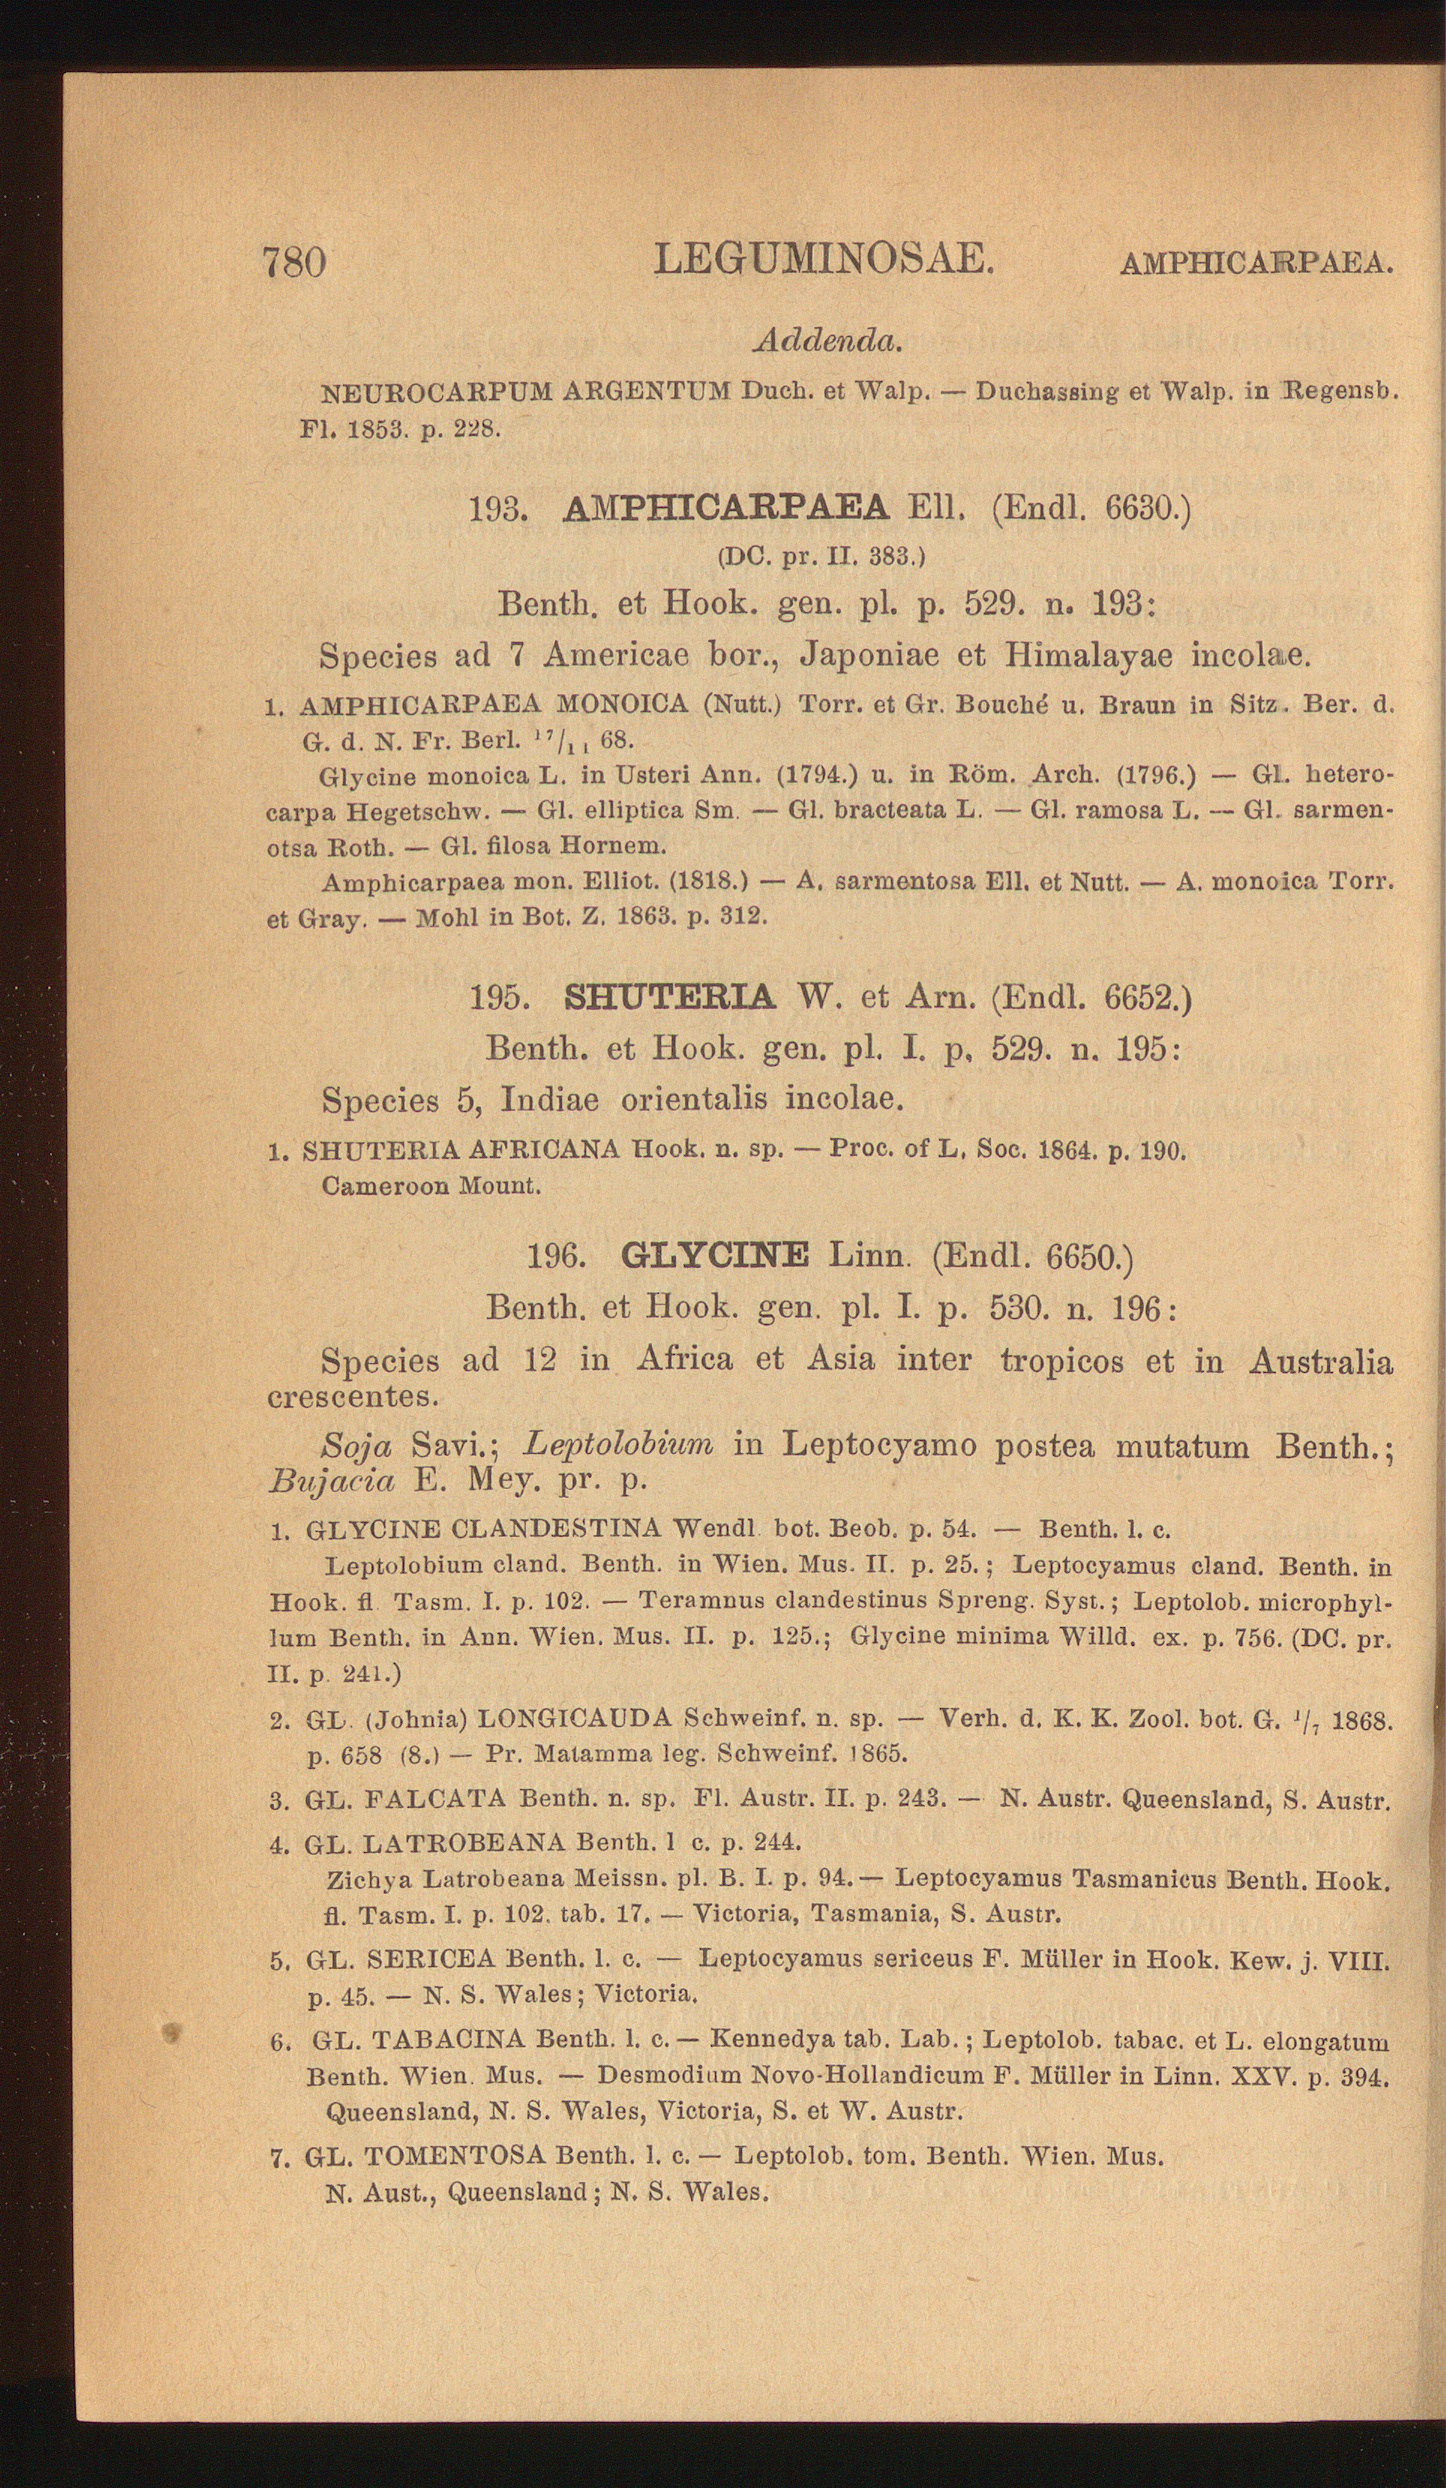 780 LEGUMINOSAE. AMPHICARPAEA.
Addenda.
NEUROCARPUM ARGENTUM Duch. et Walp. — Duchassing et Walp. in Regensb.
Fl. 1853. p. 228.
193. AMPHICARPAEA Ell. (Endl. 6630.)
(DC. pr. II. 383.)
Benth. et Hook. gen. pl. p. 529. n. 193:
Species ad 7 Americae bor., Japoniae et Himalayae incolae.
1. AMPHICARPAEA MONOICA (Nutt.) Torr. et Gr. Bouché u. Braun in Sitz. Ber. d.
G. d. N. Fr. Berl. 17/11 68.
Glycine monoica L. in Usteri Ann. (1794.) u. in Röm. Arch. (1796.) — Gl. hetero-
carpa Hegetschw. — Gl. elliptica Sm. — Gl. bracteata L. — Gl. ramosa L. — Gl. sarmen-
otsa Roth. — Gl. filosa Hornem.
Amphicarpaea mon. Elliot. (1818.) — A. sarmentosa Ell. et Nutt. — A. monoica Torr.
et Gray. — Mohl in Bot. Z. 1863. p. 312.
195. SHUTERIA W. et Arn. (Endl. 6652.)
Benth. et Hook. gen. pl. I. p. 529. n. 195:
Species 5, Indiae orientalis incolae.
1. SHUTERIA AFRICANA Hook. n. sp. — Proc. of L. Soc. 1864. p. 190.
Cameroon Mount.
196. GLYCINE Linn. (Endl. 6650.)
Benth. et Hook. gen. pl. I. p. 530. n. 196:
Species ad 12 in Africa et Asia inter tropicos et in Australia
crescentes.
Soja Savi.; Leptolobium in Leptocyamo postea mutatum Benth.;
Bujacia E. Mey. pr. p.
1. GLYCINE CLANDESTINA Wendl. bot. Beob. p. 54. — Benth. l. c.
Leptolobium cland. Benth. in Wien. Mus. II. p. 25.; Leptocyamus cland. Benth. in
Hook. fl. Tasm. I. p. 102. — Teramnus clandestinus Spreng. Syst.; Leptolob. microphyl-
lum Benth. in Ann. Wien. Mus. II. p. 125.; Glycine minima Willd. ex. p. 756. (DC. pr.
II. p. 241.)
2. GL. (Johnia) LONGICAUDA Schweinf. n. sp. — Verh. d. K. K. Zool. bot. G. 1/7 1868.
p. 658 (8.) — Pr. Matamma leg. Schweinf. 1865.
3. GL. FALCATA Benth. n. sp. Fl. Austr. II. p. 243. — N. Austr. Queensland, S. Austr.
4. GL. LATROBEANA Benth. l c. p. 244.
Zichya Latrobeana Meissn. pl. B. I. p. 94. — Leptocyamus Tasmanicus Benth. Hook.
fl. Tasm. I. p. 102. tab. 17. — Victoria, Tasmania, S. Austr.
5. GL. SERICEA Benth. l. c. — Leptocyamus sericeus F. Müller in Hook. Kew. j. VIII.
p. 45. — N. S. Wales; Victoria.
6. GL. TABACINA Benth. l. c. — Kennedya tab. Lab.; Leptolob. tabac. et L. elongatum
Benth. Wien. Mus. — Desmodium Novo-Hollandicum F. Müller in Linn. XXV. p. 394.
Queensland, N. S. Wales, Victoria, S. et W. Austr.
7. GL. TOMENTOSA Benth. l. c. — Leptolob. tom. Benth. Wien. Mus.
N. Aust., Queensland; N. S. Wales.